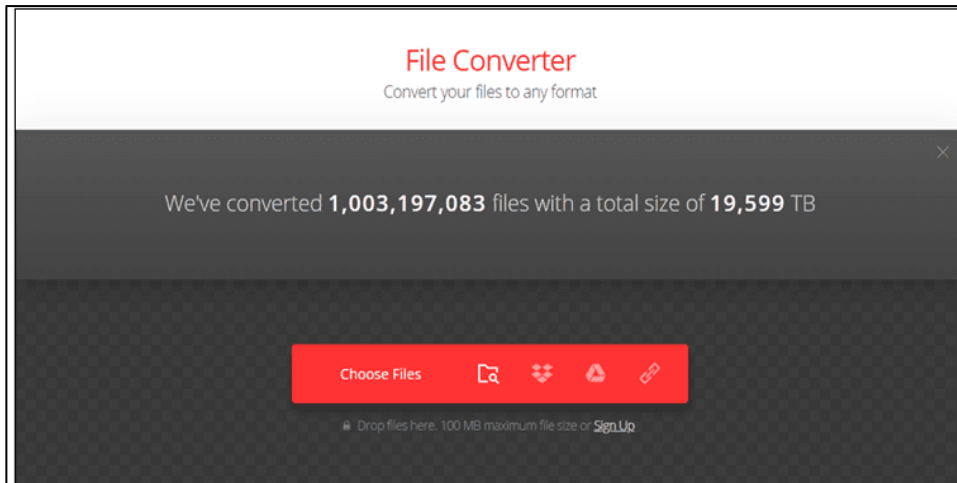 File Converter
Convert your files to any format
We've converted 1,003,197,083 files with a total size of 19,599 TB
Choose Files
Drop files here. 100 MB maximum file size or Sign Up